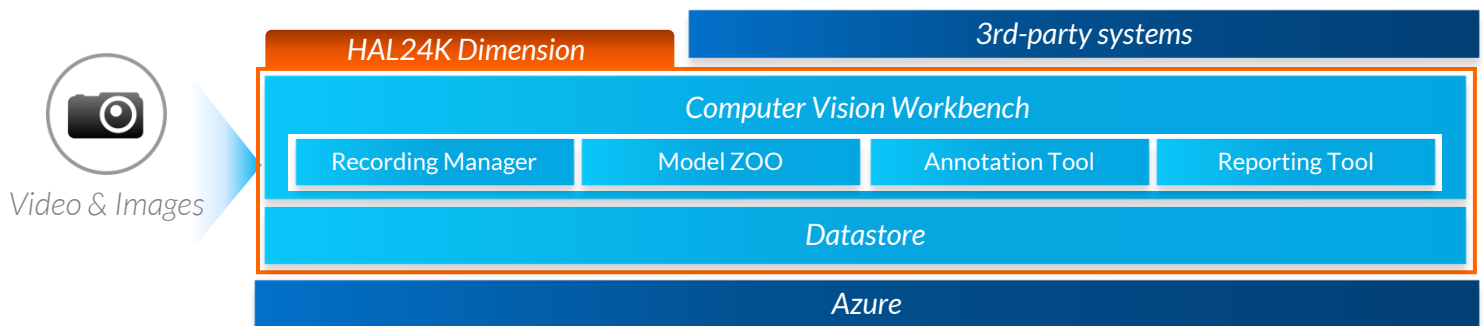 3rd-party systems
HAL24K Dimension
Computer Vision Workbench
Recording Manager
Model ZOO
Annotation Tool
Reporting Tool
Video & Images
Datastore
Azure